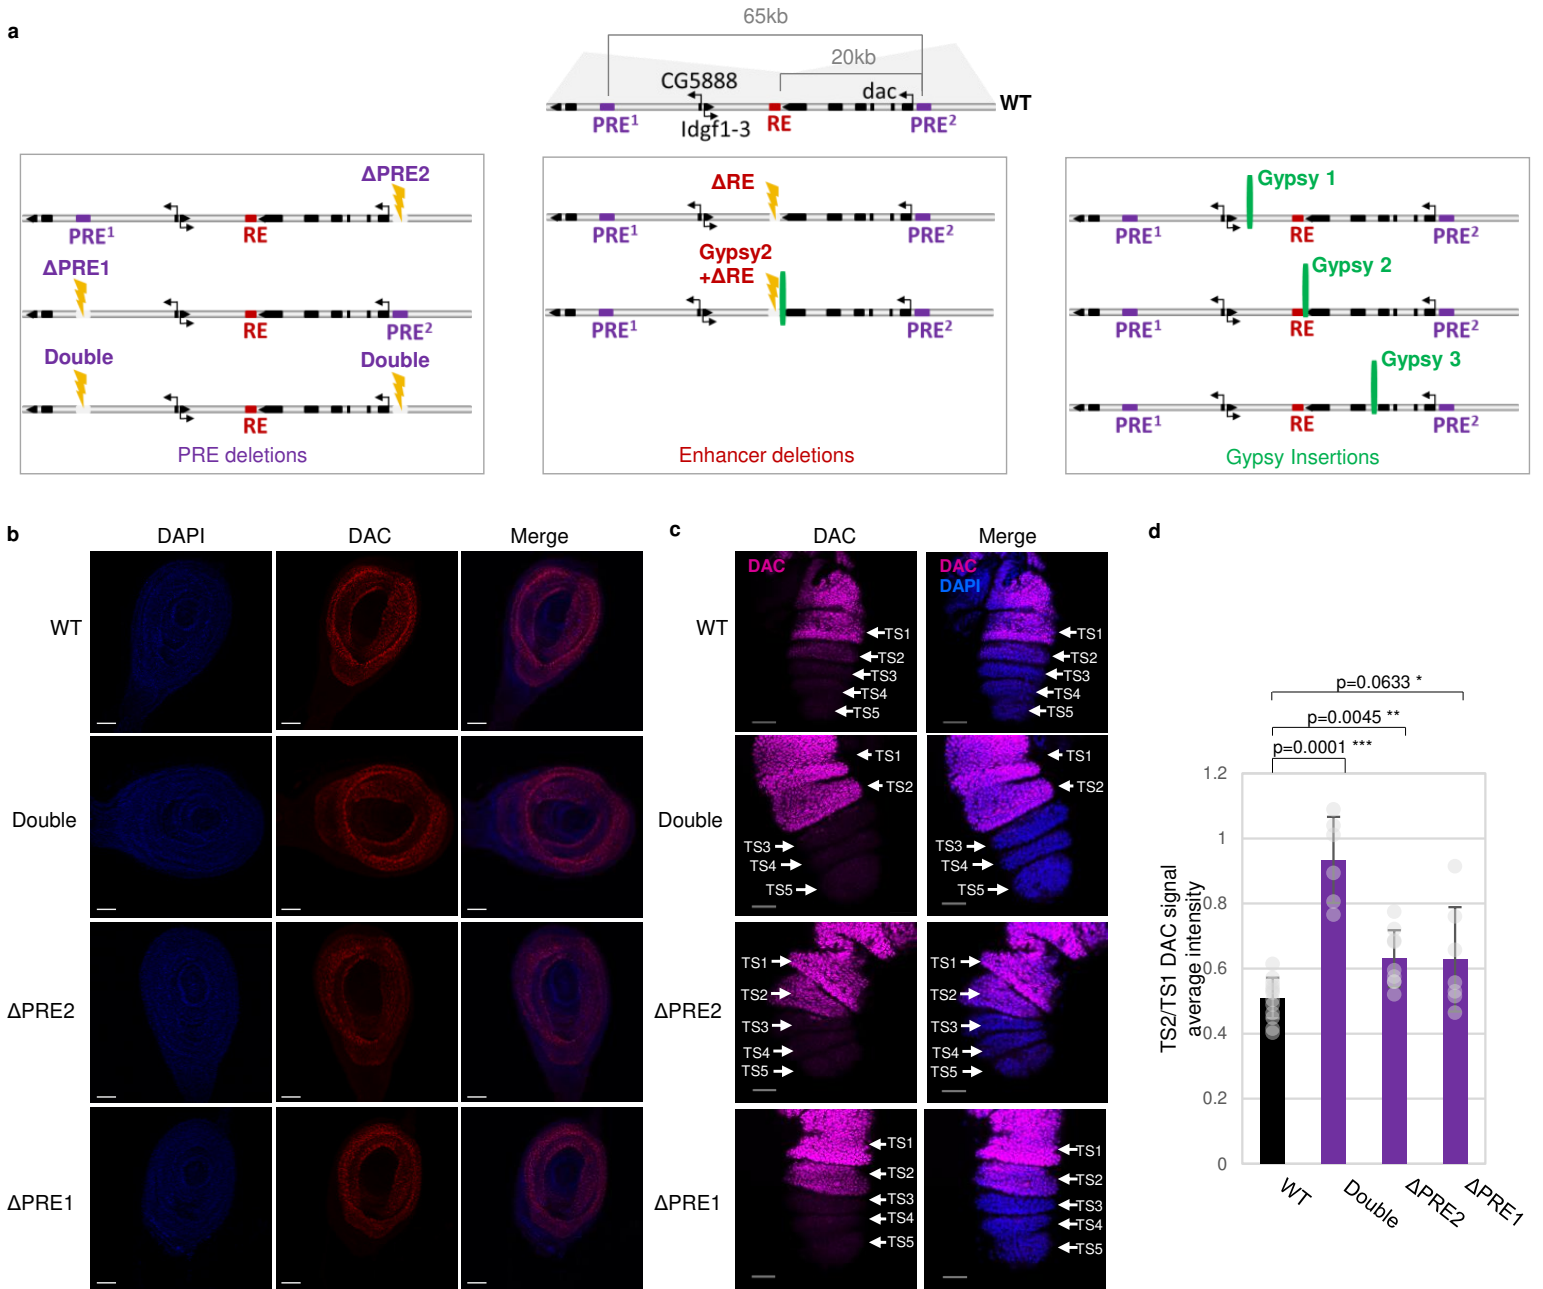 a
65kb
20kb
CG5888
dac
WT
PRE1
Idgf1-3
RE
PRE2
ΔPRE2
PRE1
RE
ΔPRE1
RE
PRE2
Double
Double
RE
PRE deletions
ΔRE
PRE1
PRE2
Gypsy2
+ΔRE
PRE1
PRE2
Enhancer deletions
Gypsy 1
PRE1
RE
PRE2
Gypsy 2
PRE1
RE
PRE2
Gypsy 3
PRE1
RE
PRE2
Gypsy Insertions
b
DAPI
DAC
Merge
WT
Double
ΔPRE2
ΔPRE1
c
DAC
Merge
WT
DAC
TS1
TS2
TS3
TS4
TS5
DAC
DAPI
TS1
TS2
TS3
TS4
TS5
Double
TS1
TS2
TS3
TS4
TS5
TS1
TS2
TS3
TS4
TS5
ΔPRE2
TS1
TS2
TS3
TS4
TS5
TS1
TS2
TS3
TS4
TS5
ΔPRE1
TS1
TS2
TS3
TS4
TS5
TS1
TS2
TS3
TS4
TS5
d
p=0.0633 *
p=0.0045 **
p=0.0001 ***
TS2/TS1 DAC signal
average intensity
1.2
1
0.8
0.6
0.4
0.2
0
WT
Double
ΔPRE2
ΔPRE1